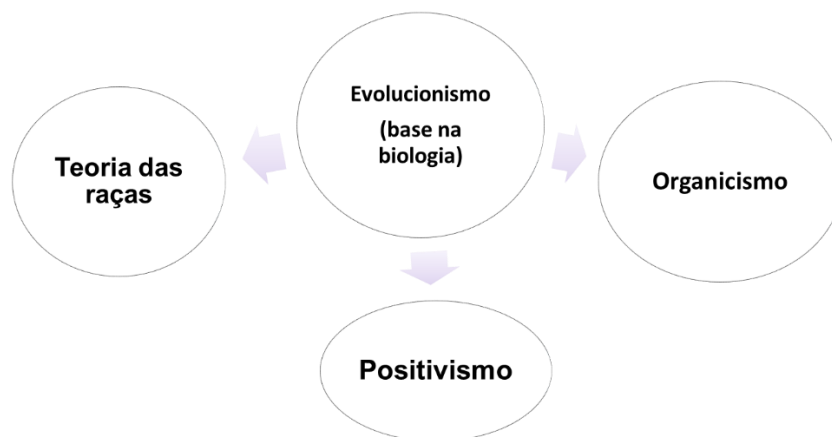 Evolucionismo
(base na
biologia)
Teoria das
raças
Organicismo
Positivismo